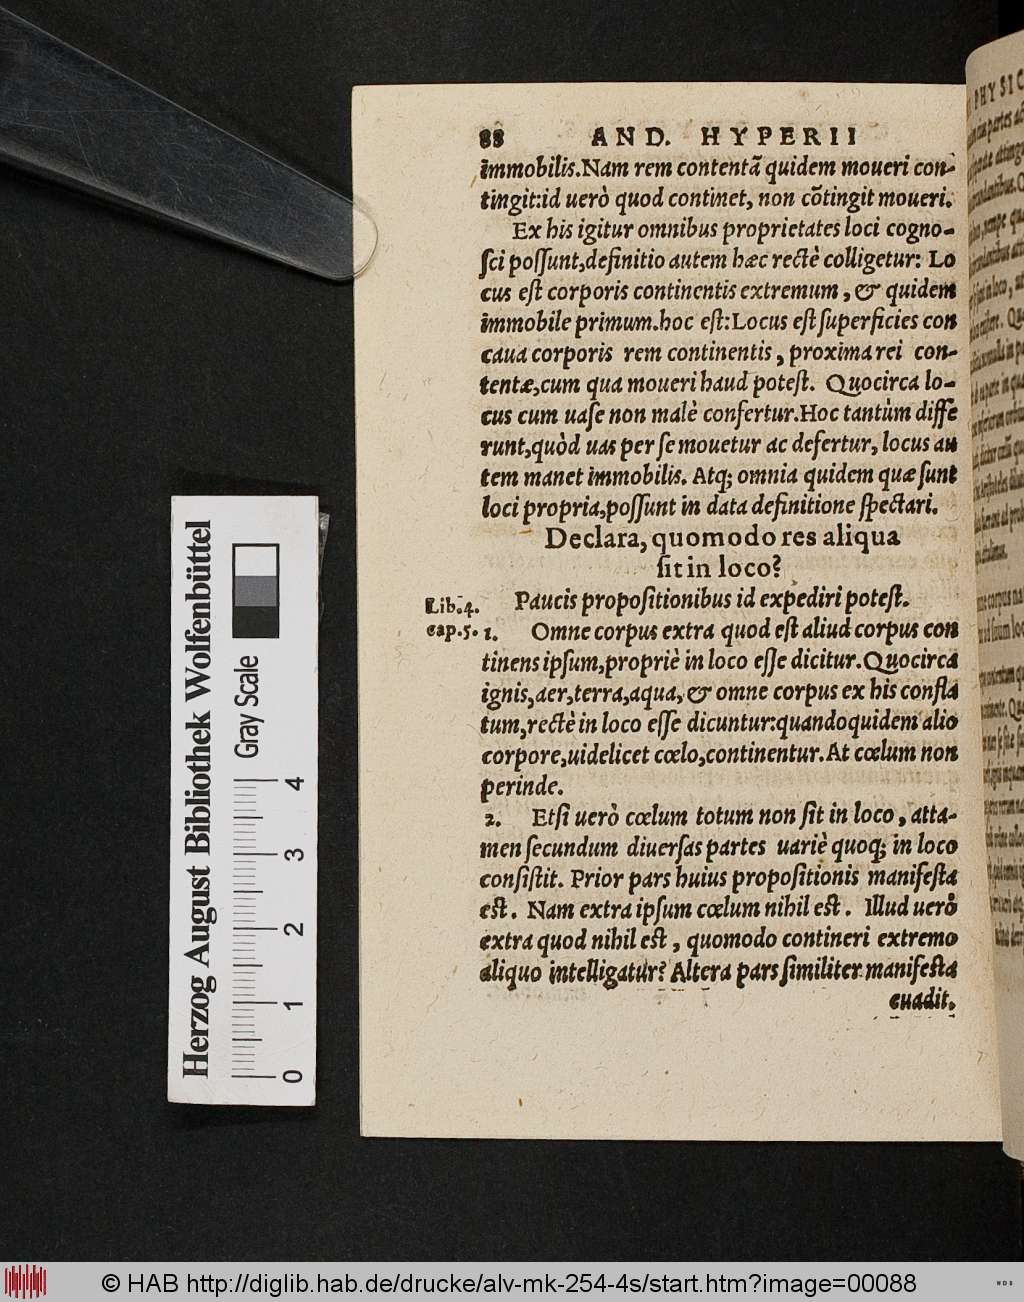 88 AND. HYPERII
immobilis.Nam rem contentã quidem moueri con-
tingit:id uerò quod continet, non cõtingit moueri.
Ex his igitur omnibus proprietates loci cogno-
ſci poſſunt,definitio autem hæc rectè colligetur: Lo
cus eſt corporis continentis extremum, & quidem
immobile primum.hoc eſt:Locus eſt ſuperficies con
caua corporis rem continentis, proxima rei con-
tentæ,cum qua moueri haud poteſt. Quocirca lo-
cus cum uaſe non malè confertur.Hoc tantùm diffe
runt,quòd uas per ſe mouetur ac defertur, locus au
tem manet immobilis. Atq; omnia quidem quæ ſunt
loci propria,poſſunt in data definitione ſpectari.
Declara, quomodo res aliqua
ſit in loco?
Lib.4. Paucis propoſitionibus id expediri poteſt.
cap.5. 1. Omne corpus extra quod eſt aliud corpus con
tinens ipſum,propriè in loco eſſe dicitur.Quocirca
ignis,aer,terra,aqua, & omne corpus ex his confla
tum,rectè in loco eſſe dicuntur:quandoquidem alio
corpore,uidelicet cœlo,continentur.At cœlum non
perinde.
2. Etſi uerò cœlum totum non ſit in loco, atta-
men ſecundum diuerſas partes uariè quoq; in loco
conſiſtit. Prior pars huius propoſitionis manifeſta
eſt. Nam extra ipſum cœlum nihil eſt. Illud uerò
extra quod nihil eſt, quomodo contineri extremo
aliquo intelligatur? Altera pars ſimiliter manifeſta
euadit.
Herzog August Bibliothek Wolfenbüttel
Gray Scale
0 1 2 3 4
© HAB http://diglib.hab.de/drucke/alv-mk-254-4s/start.htm?image=00088